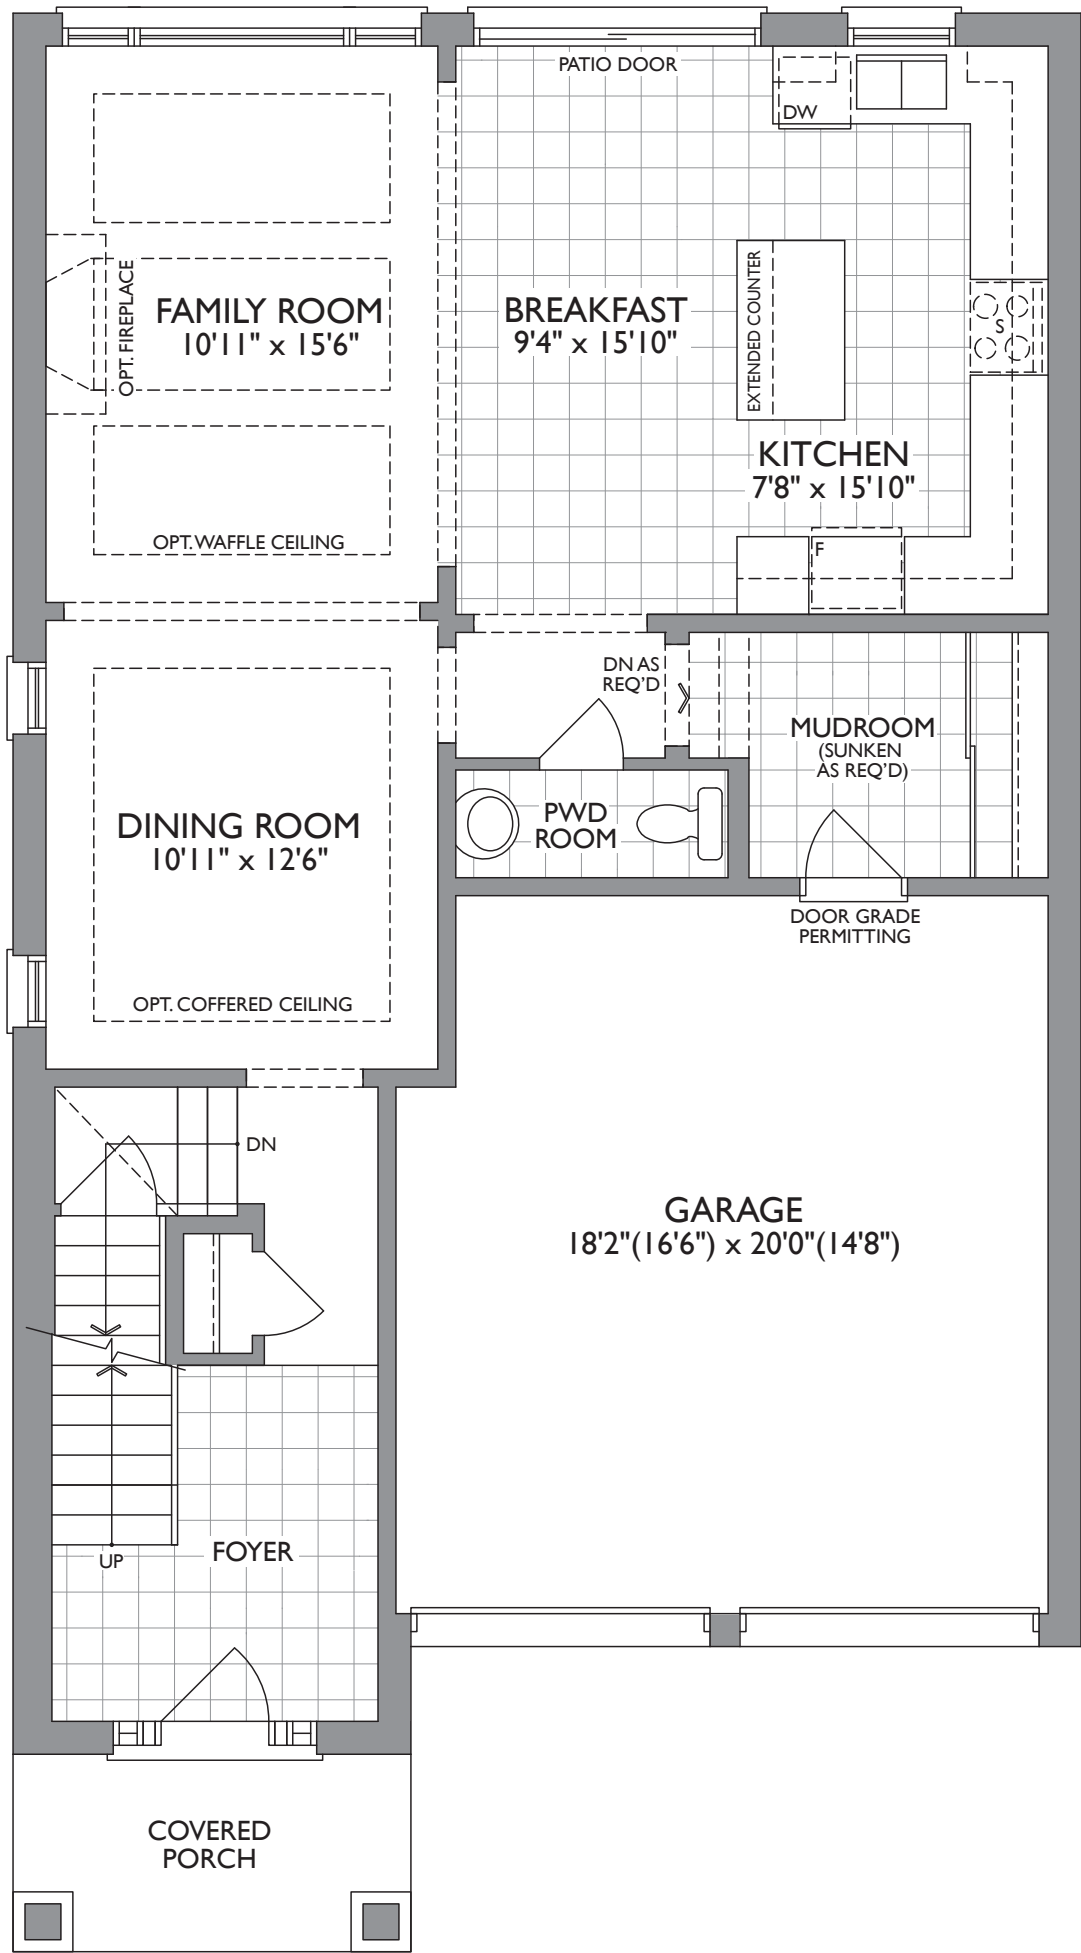 PATIO DOOR
DW
OPT. FIREPLACE
FAMILY ROOM
10'11" x 15'6"
BREAKFAST
9'4" x 15'10"
EXTENDED COUNTER
S
KITCHEN
7'8" x 15'10"
OPT. WAFFLE CEILING
F
DN AS
REQ'D
MUDROOM
(SUNKEN
AS REQ'D)
PWD
ROOM
DINING ROOM
10'11" x 12'6"
DOOR GRADE
PERMITTING
OPT. COFFERED CEILING
DN
GARAGE
18'2"(16'6") x 20'0"(14'8")
FOYER
UP
COVERED
PORCH